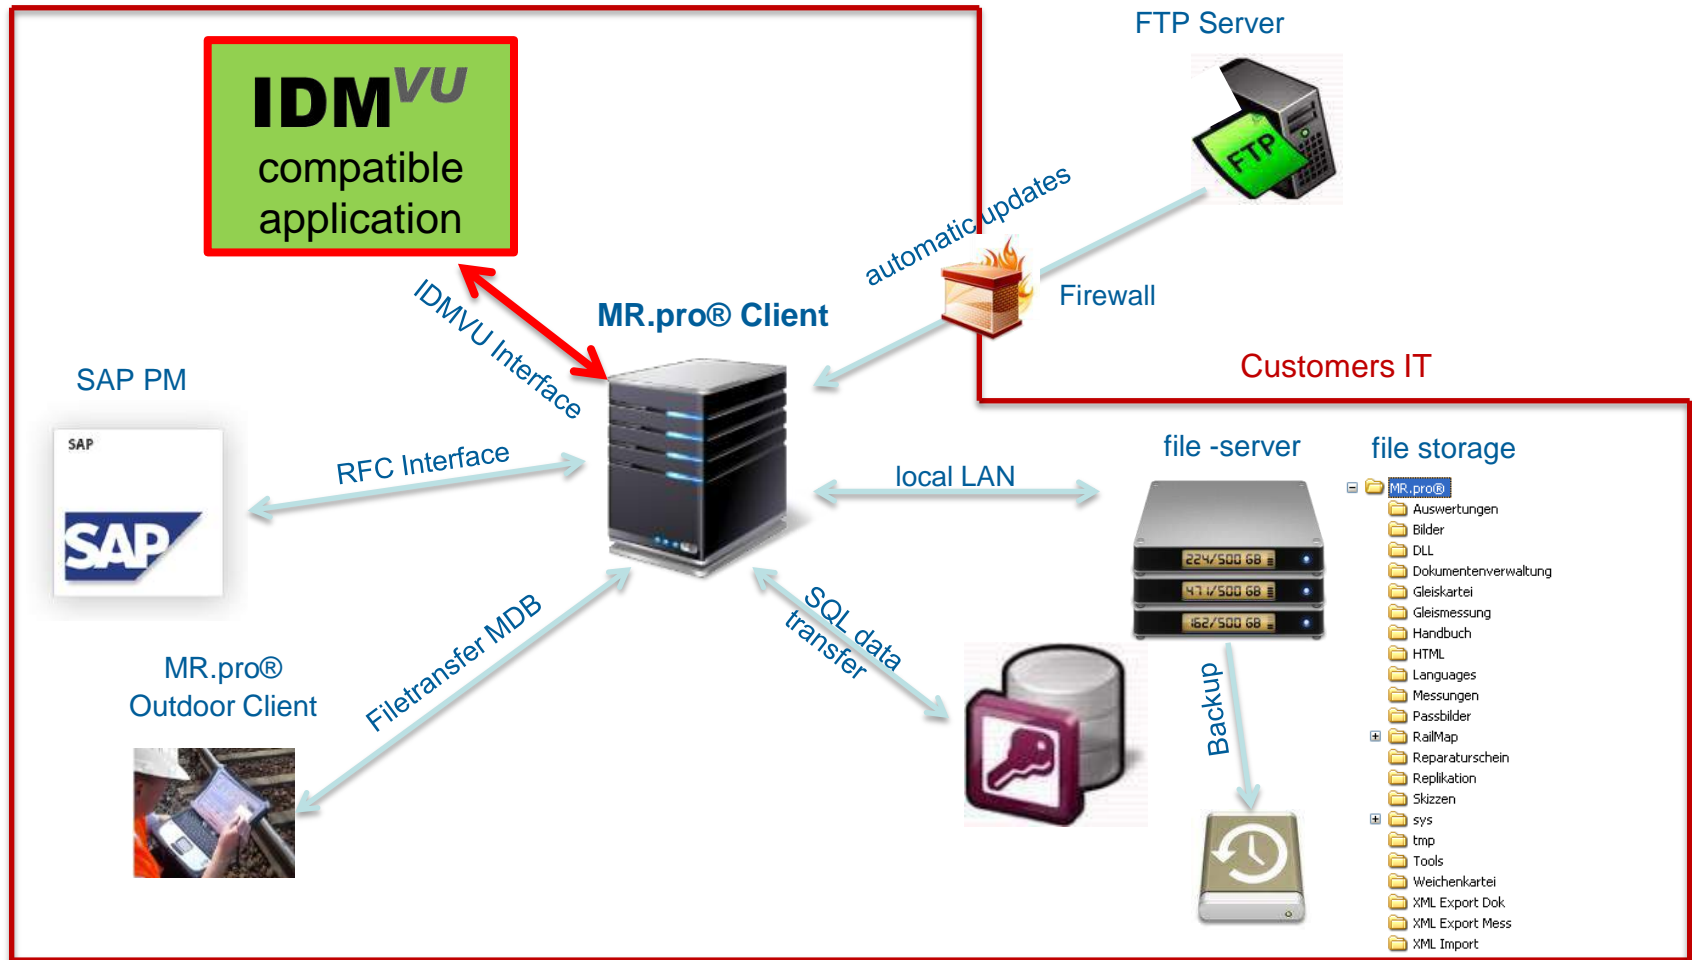 FTP Server
IDMVU
compatible
application
FTP
automatic updates
Firewall
IDMVU Interface
MR.pro® Client
Customers IT
SAP PM
SAP
SAP
RFC Interface
local LAN
file -server
file storage
224/500 GB
471/500 GB
162/500 GB
MR.pro®
Auswertungen
Bilder
DLL
Dokumentenverwaltung
Gleiskartei
Gleismessung
Handbuch
HTML
Languages
Messungen
Passbilder
RailMap
Reparaturschein
Replikation
Skizzen
sys
tmp
Tools
Weichenkartei
XML Export Dok
XML Export Mess
XML Import
MR.pro®
Outdoor Client
Filetransfer MDB
SQL data
transfer
Backup